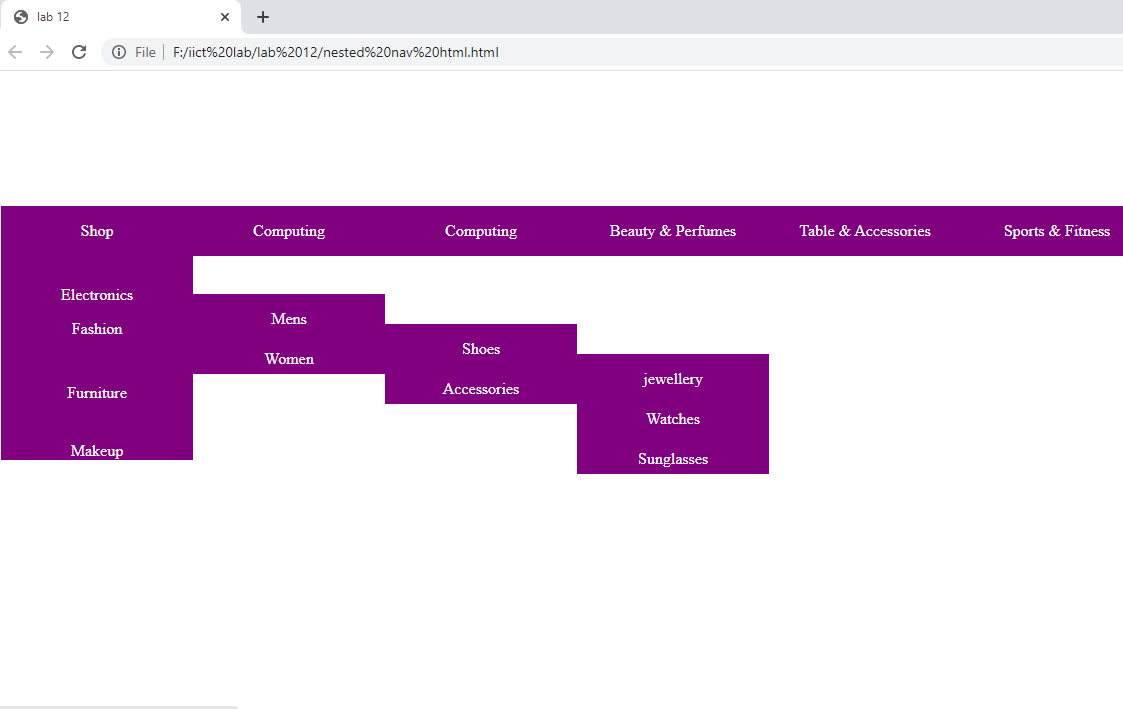 lab 12
File F:/iict%20lab/lab%2012/nested%20nav%20html.html
Shop Computing Computing Beauty & Perfumes Table & Accessories Sports & Fitness
Electronics
Fashion
Furniture
Makeup
Mens
Women
Shoes
Accessories
jewellery
Watches
Sunglasses